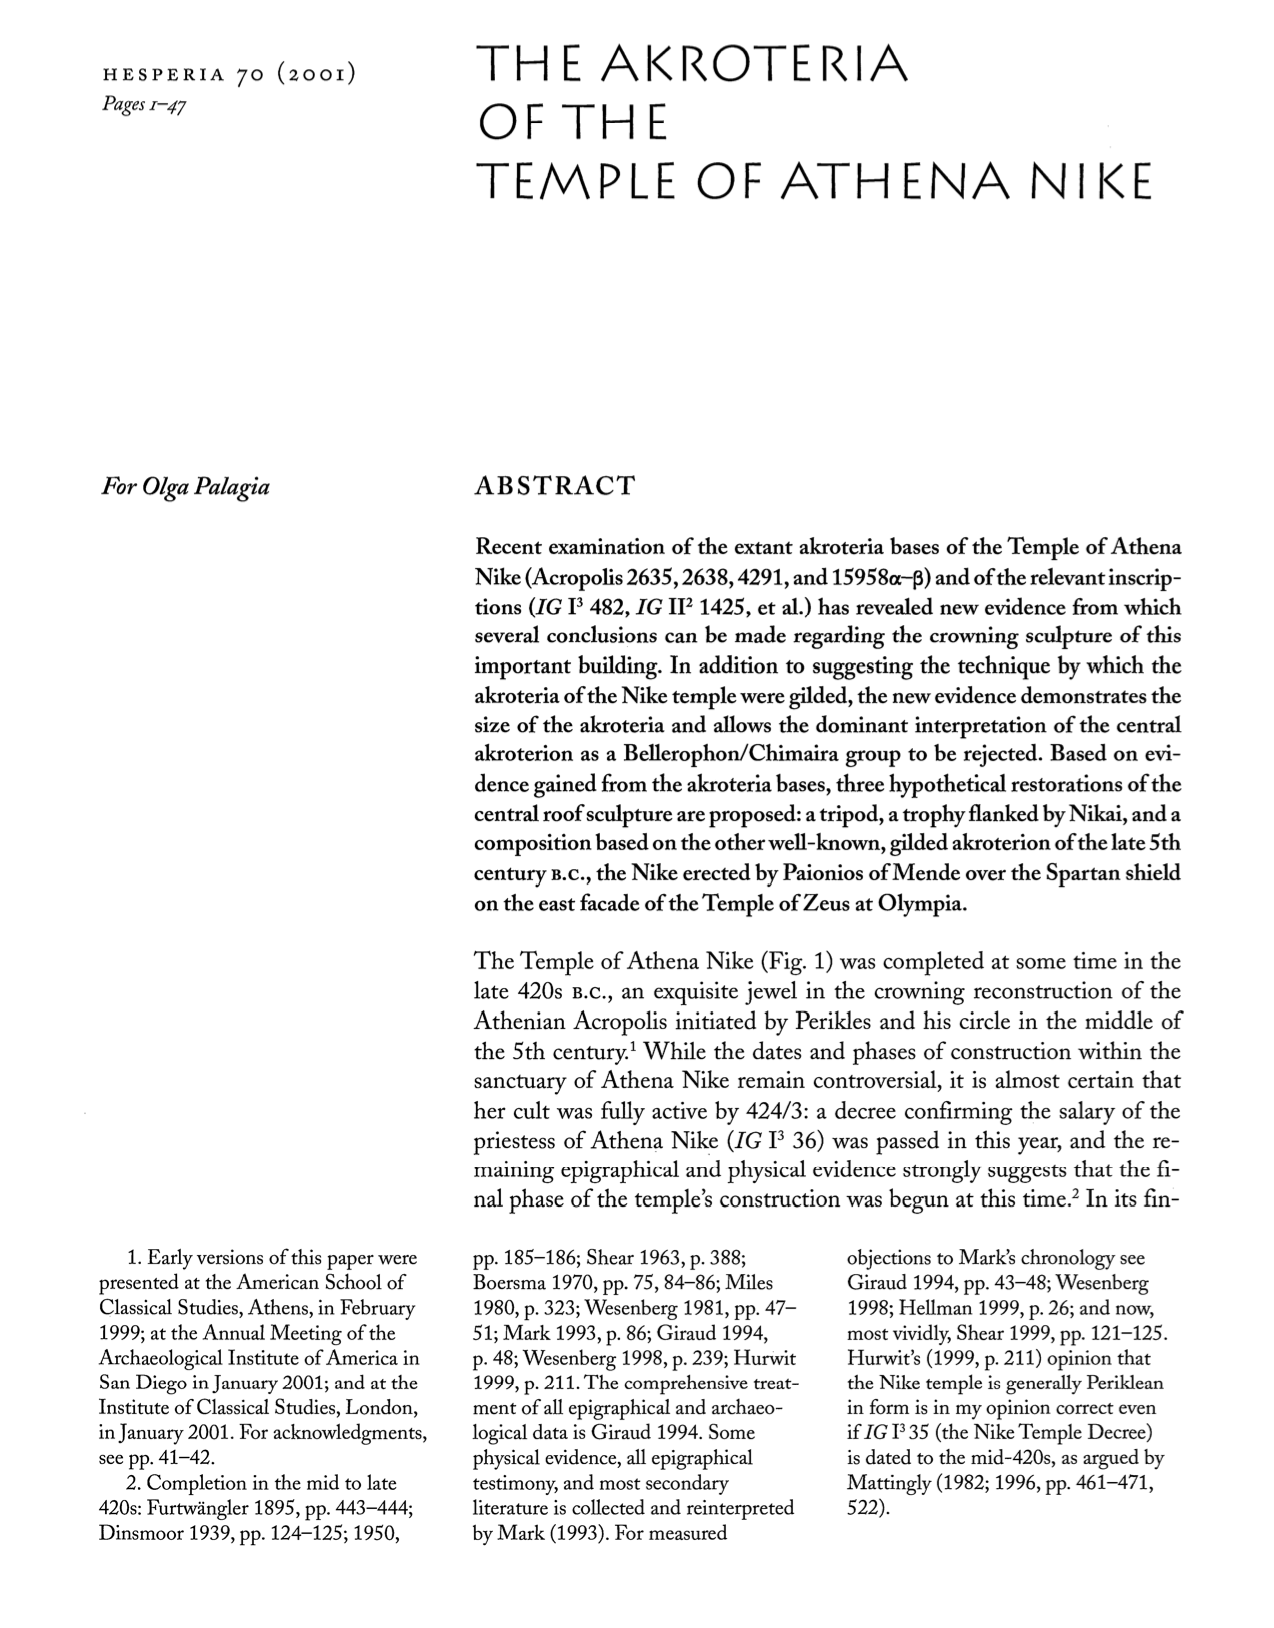 HESPERIA 70 (2001)
Pages 1–47
THE AKROTERIA
OF THE
TEMPLE OF ATHENA NIKE
For Olga Palagia
ABSTRACT
Recent examination of the extant akroteria bases of the Temple of Athena
Nike (Acropolis 2635, 2638, 4291, and 15958α–β) and of the relevant inscrip-
tions (IG I³ 482, IG II² 1425, et al.) has revealed new evidence from which
several conclusions can be made regarding the crowning sculpture of this
important building. In addition to suggesting the technique by which the
akroteria of the Nike temple were gilded, the new evidence demonstrates the
size of the akroteria and allows the dominant interpretation of the central
akroterion as a Bellerophon/Chimaira group to be rejected. Based on evi-
dence gained from the akroteria bases, three hypothetical restorations of the
central roof sculpture are proposed: a tripod, a trophy flanked by Nikai, and a
composition based on the other well-known, gilded akroterion of the late 5th
century B.C., the Nike erected by Paionios of Mende over the Spartan shield
on the east facade of the Temple of Zeus at Olympia.
The Temple of Athena Nike (Fig. 1) was completed at some time in the
late 420s B.C., an exquisite jewel in the crowning reconstruction of the
Athenian Acropolis initiated by Perikles and his circle in the middle of
the 5th century.¹ While the dates and phases of construction within the
sanctuary of Athena Nike remain controversial, it is almost certain that
her cult was fully active by 424/3: a decree confirming the salary of the
priestess of Athena Nike (IG I³ 36) was passed in this year, and the re-
maining epigraphical and physical evidence strongly suggests that the fi-
nal phase of the temple's construction was begun at this time.² In its fin-
1. Early versions of this paper were
presented at the American School of
Classical Studies, Athens, in February
1999; at the Annual Meeting of the
Archaeological Institute of America in
San Diego in January 2001; and at the
Institute of Classical Studies, London,
in January 2001. For acknowledgments,
see pp. 41–42.
2. Completion in the mid to late
420s: Furtwängler 1895, pp. 443–444;
Dinsmoor 1939, pp. 124–125; 1950,
pp. 185–186; Shear 1963, p. 388;
Boersma 1970, pp. 75, 84–86; Miles
1980, p. 323; Wesenberg 1981, pp. 47–
51; Mark 1993, p. 86; Giraud 1994,
p. 48; Wesenberg 1998, p. 239; Hurwit
1999, p. 211. The comprehensive treat-
ment of all epigraphical and archaeo-
logical data is Giraud 1994. Some
physical evidence, all epigraphical
testimony, and most secondary
literature is collected and reinterpreted
by Mark (1993). For measured
objections to Mark's chronology see
Giraud 1994, pp. 43–48; Wesenberg
1998; Hellman 1999, p. 26; and now,
most vividly, Shear 1999, pp. 121–125.
Hurwit's (1999, p. 211) opinion that
the Nike temple is generally Periklean
in form is in my opinion correct even
if IG I³ 35 (the Nike Temple Decree)
is dated to the mid-420s, as argued by
Mattingly (1982; 1996, pp. 461–471,
522).